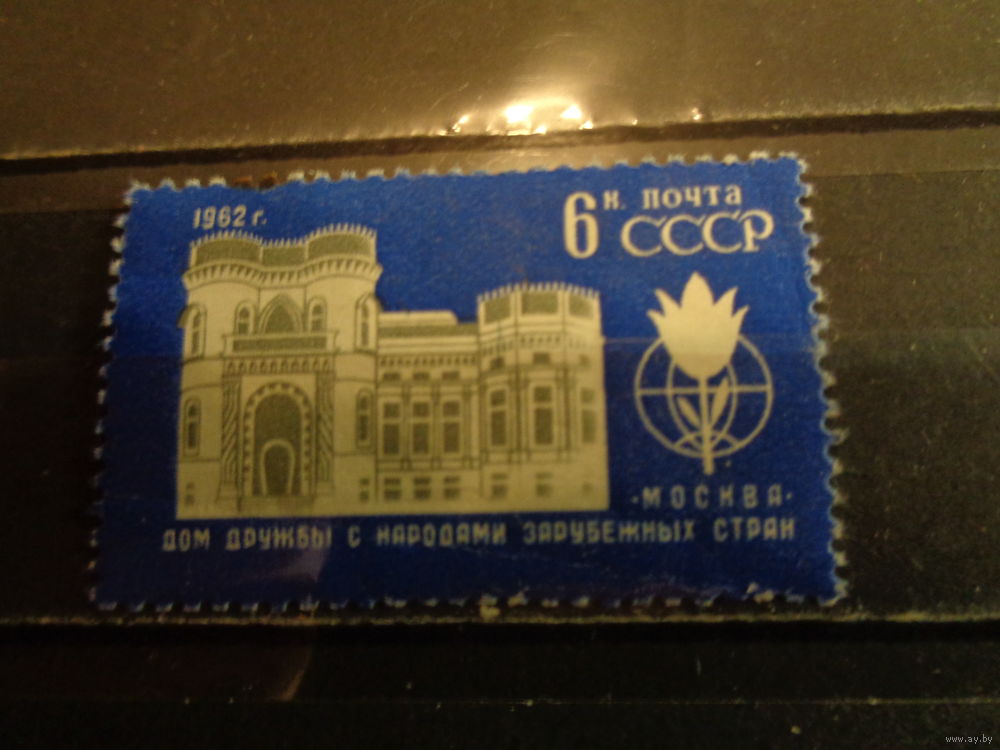 1962 г.
6 к. почта
СССР
·МОСКВА·
ДОМ ДРУЖБЫ С НАРОДАМИ ЗАРУБЕЖНЫХ СТРАН
www.ay.by